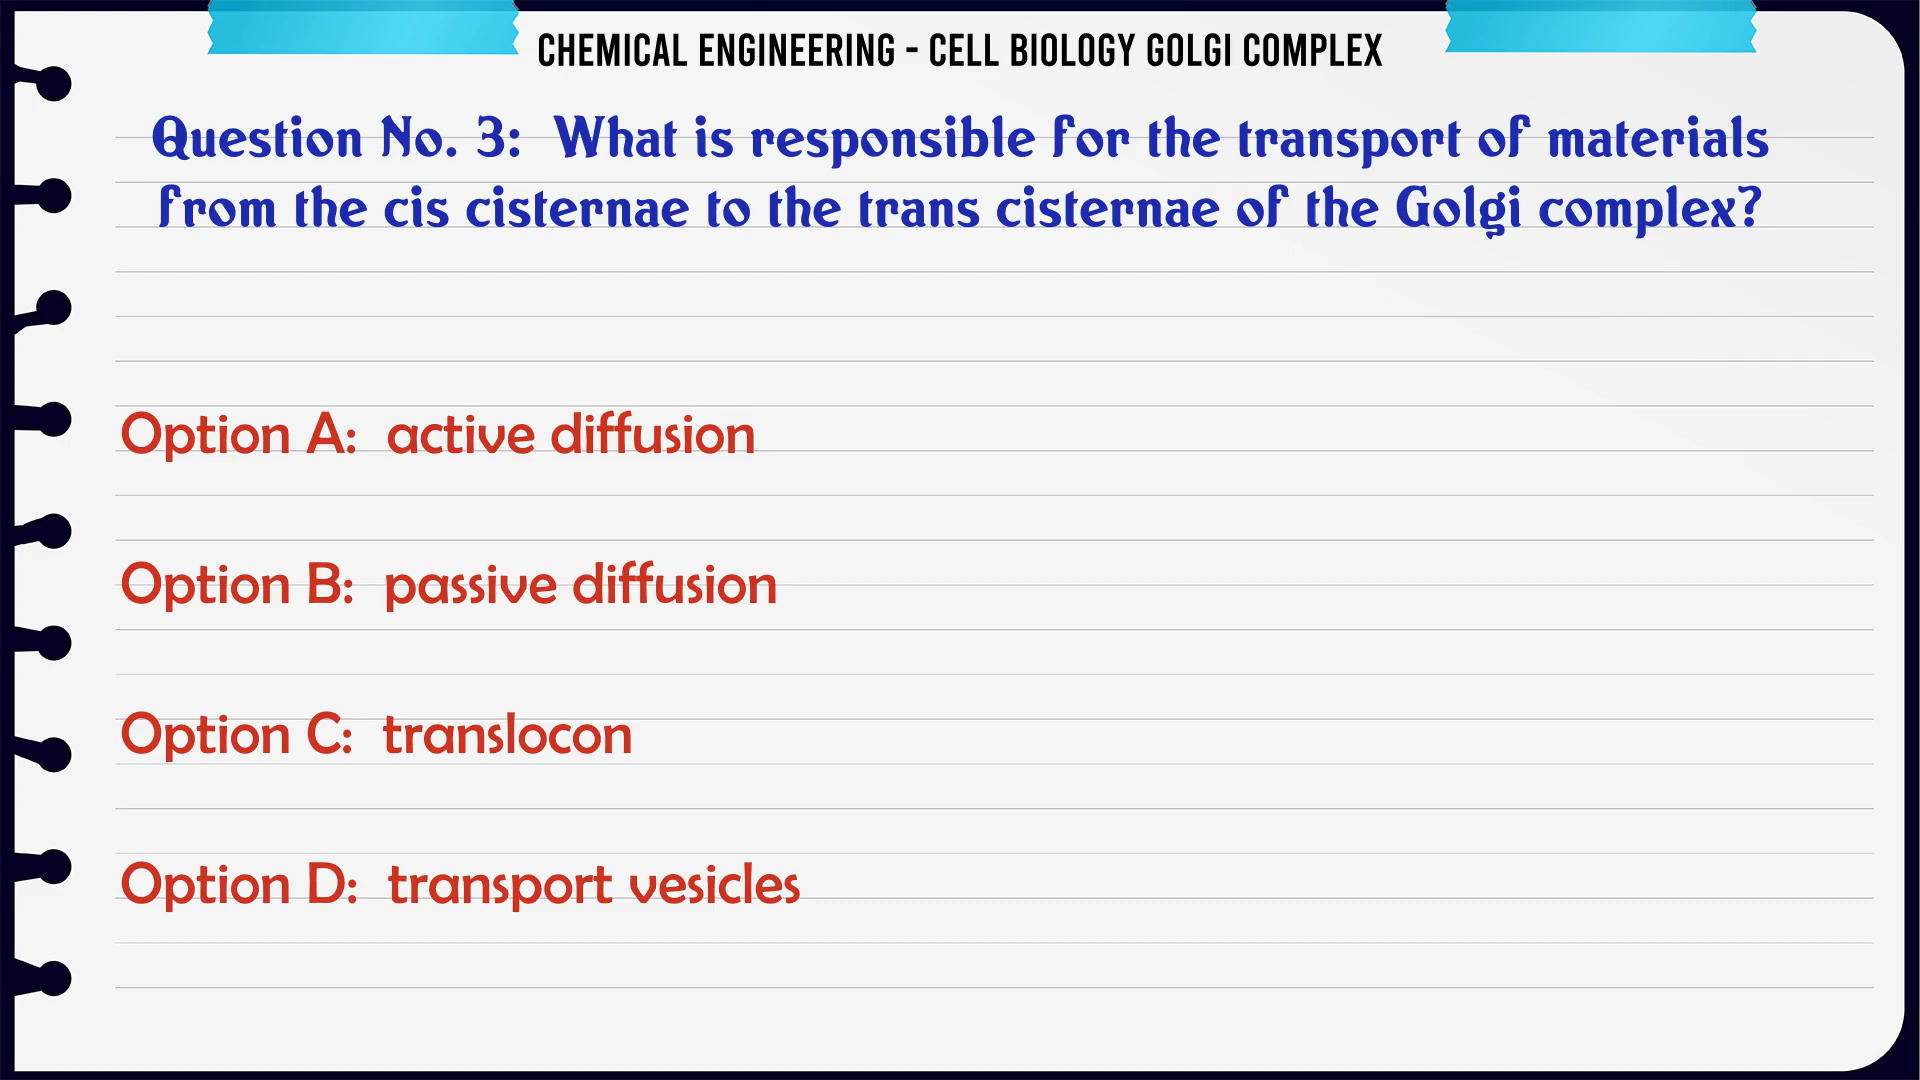 CHEMICAL ENGINEERING - CELL BIOLOGY GOLGI COMPLEX
Question No. 3: What is responsible for the transport of materials
from the cis cisternae to the trans cisternae of the Golgi complex?
Option A: active diffusion
Option B: passive diffusion
Option C: translocon
Option D: transport vesicles